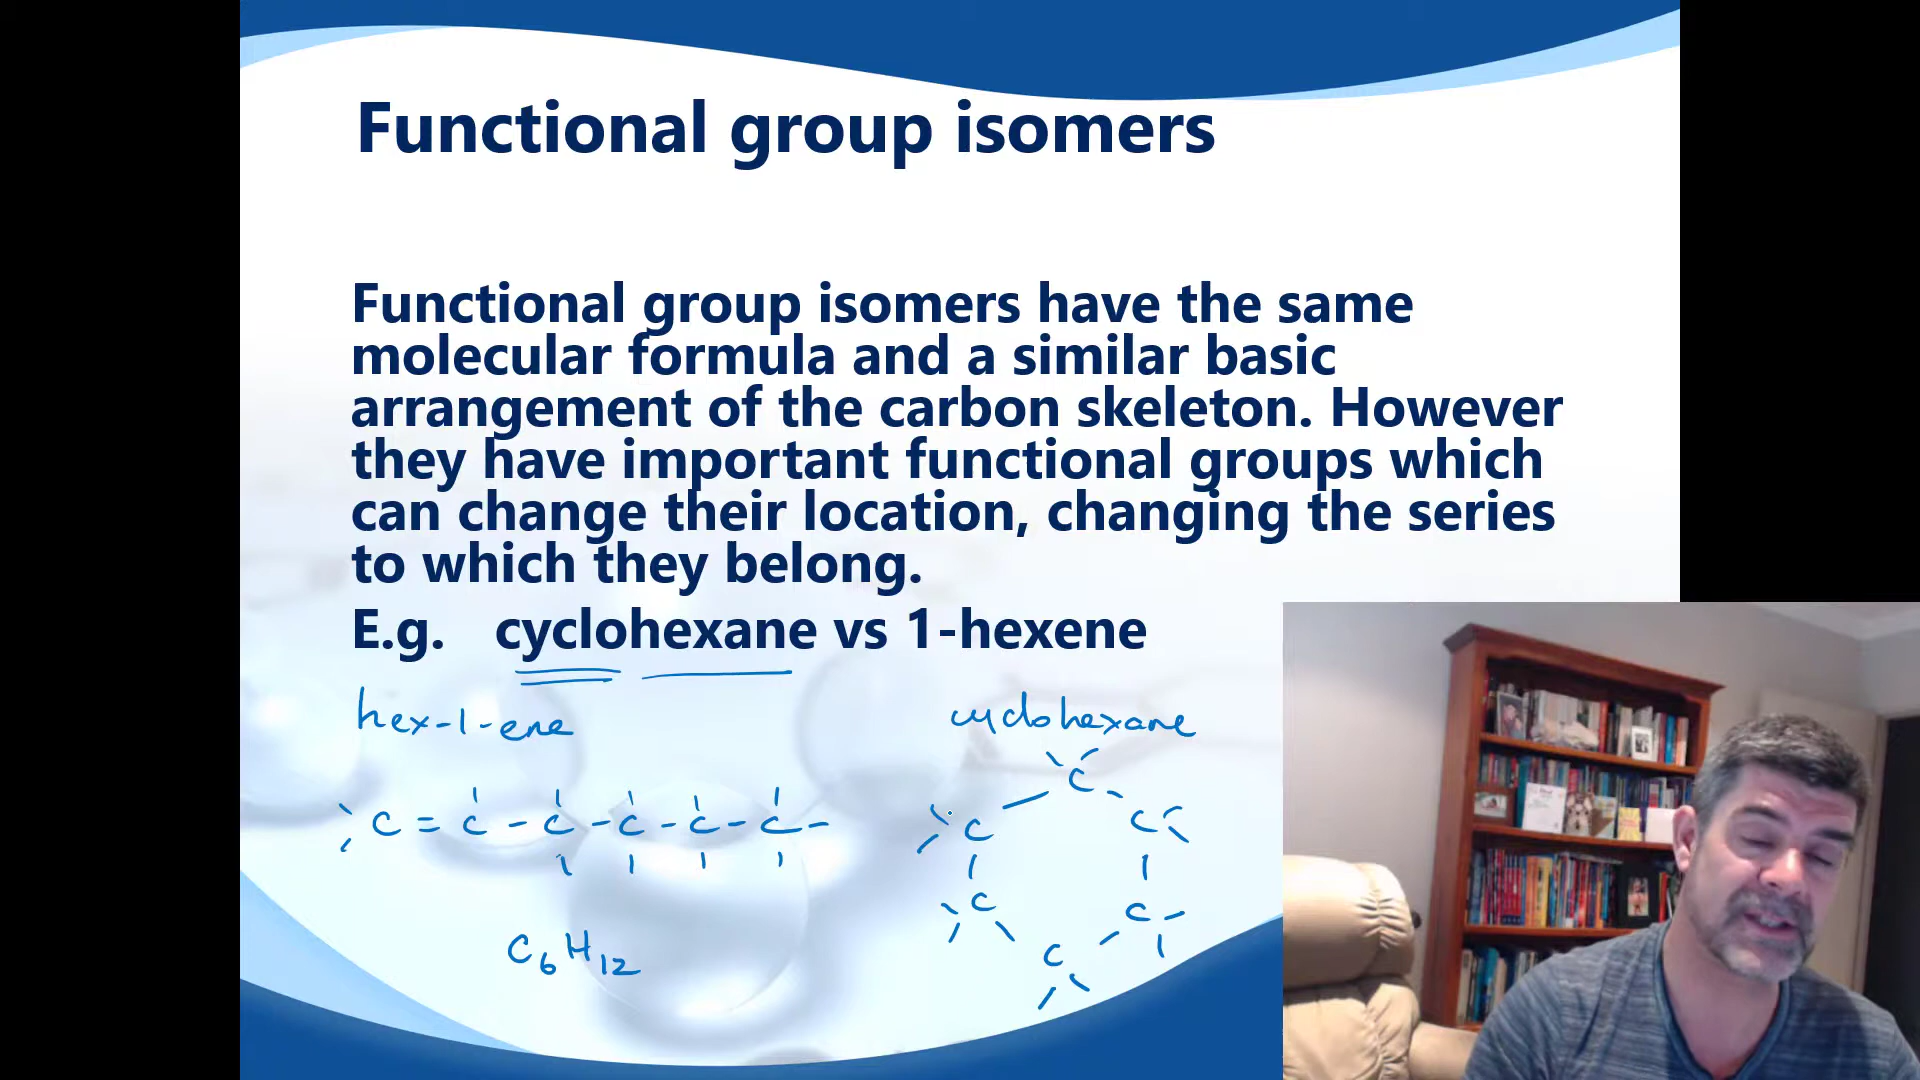 Functional group isomers
Functional group isomers have the same
molecular formula and a similar basic
arrangement of the carbon skeleton. However
they have important functional groups which
can change their location, changing the series
to which they belong.
E.g. cyclohexane vs 1-hexene
hex-1-ene
cyclohexane
C = C - C - C - C - C -
C
C
C
C
C
C
C6H12